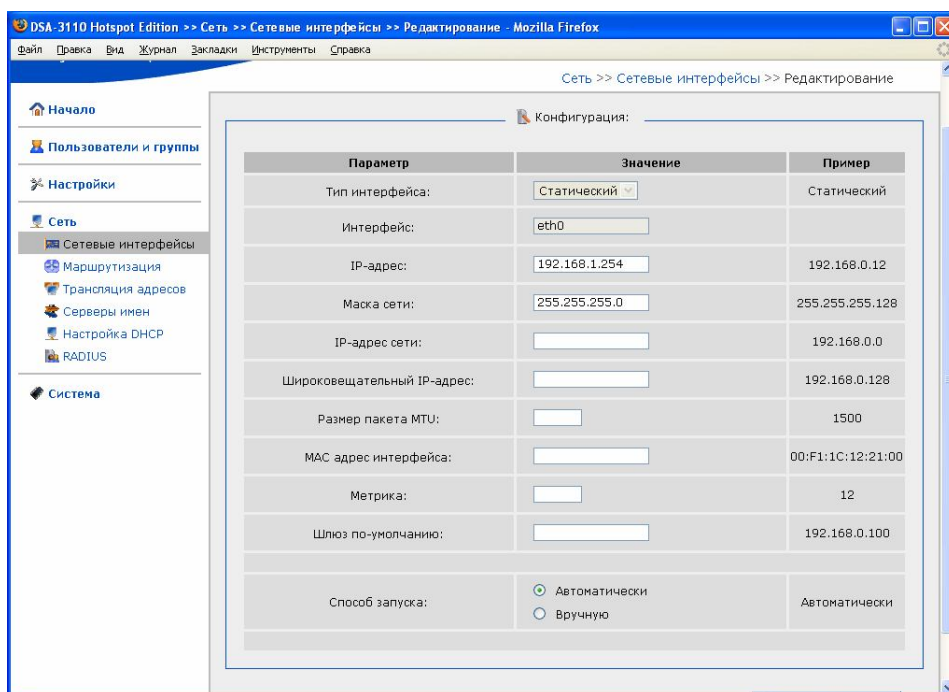 DSA-3110 Hotspot Edition >> Сеть >> Сетевые интерфейсы >> Редактирование - Mozilla Firefox
Файл Правка Вид Журнал Закладки Инструменты Справка
Сеть >> Сетевые интерфейсы >> Редактирование
Начало
Пользователи и группы
Настройки
Сеть
Сетевые интерфейсы
Маршрутизация
Трансляция адресов
Серверы имен
Настройка DHCP
RADIUS
Система
Конфигурация:
Параметр Значение Пример
Тип интерфейса: Статический Статический
Интерфейс: eth0
IP-адрес: 192.168.1.254 192.168.0.12
Маска сети: 255.255.255.0 255.255.255.128
IP-адрес сети: 192.168.0.0
Широковещательный IP-адрес: 192.168.0.128
Размер пакета MTU: 1500
MAC адрес интерфейса: 00:F1:1C:12:21:00
Метрика: 12
Шлюз по-умолчанию: 192.168.0.100
Способ запуска: Автоматически Автоматически
Вручную